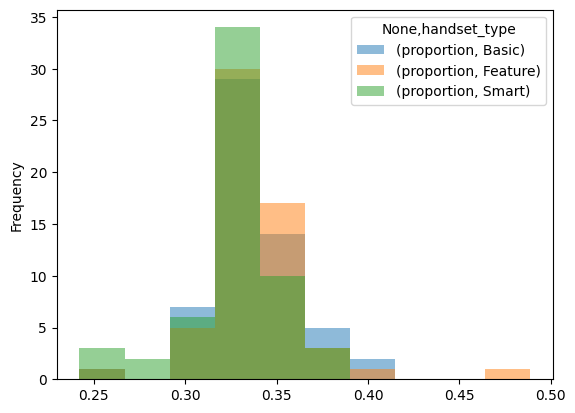 None,handset_type
(proportion, Basic)
(proportion, Feature)
(proportion, Smart)
Frequency
35
30
25
20
15
10
5
0
0.25 0.30 0.35 0.40 0.45 0.50